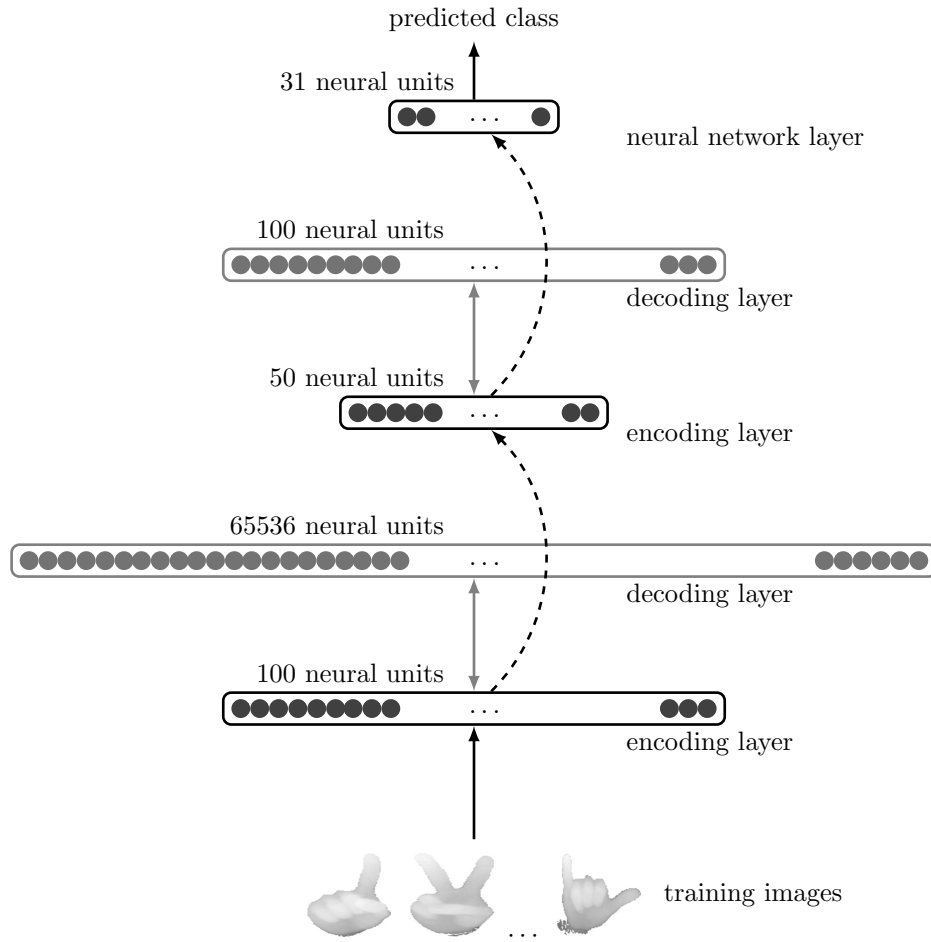 predicted class
31 neural units
. . .
neural network layer
100 neural units
. . .
decoding layer
50 neural units
. . .
encoding layer
65536 neural units
. . .
decoding layer
100 neural units
. . .
encoding layer
training images
. . .